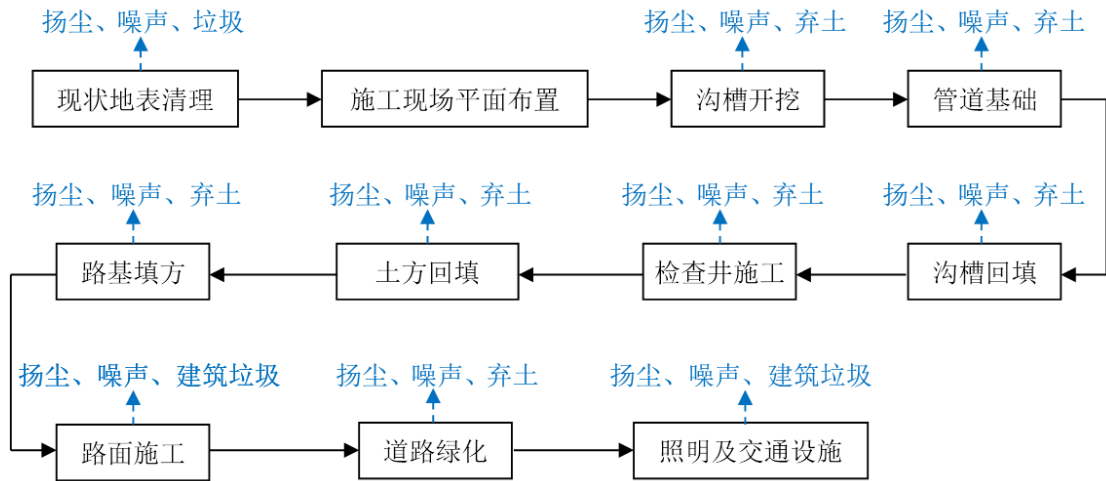 扬尘、噪声、垃圾
扬尘、噪声、弃土
扬尘、噪声、弃土
现状地表清理
施工现场平面布置
沟槽开挖
管道基础
扬尘、噪声、弃土
扬尘、噪声、弃土
扬尘、噪声、弃土
扬尘、噪声、弃土
路基填方
土方回填
检查井施工
沟槽回填
扬尘、噪声、建筑垃圾
扬尘、噪声、弃土
扬尘、噪声、建筑垃圾
路面施工
道路绿化
照明及交通设施